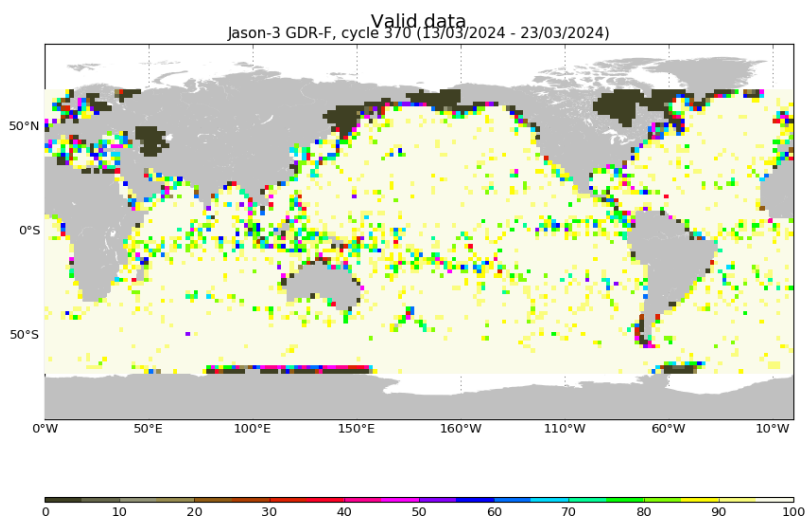 Valid data
Jason-3 GDR-F, cycle 370 (13/03/2024 - 23/03/2024)
50°N
0°S
50°S
0°W 50°E 100°E 150°E 160°W 110°W 60°W 10°W
0 10 20 30 40 50 60 70 80 90 100